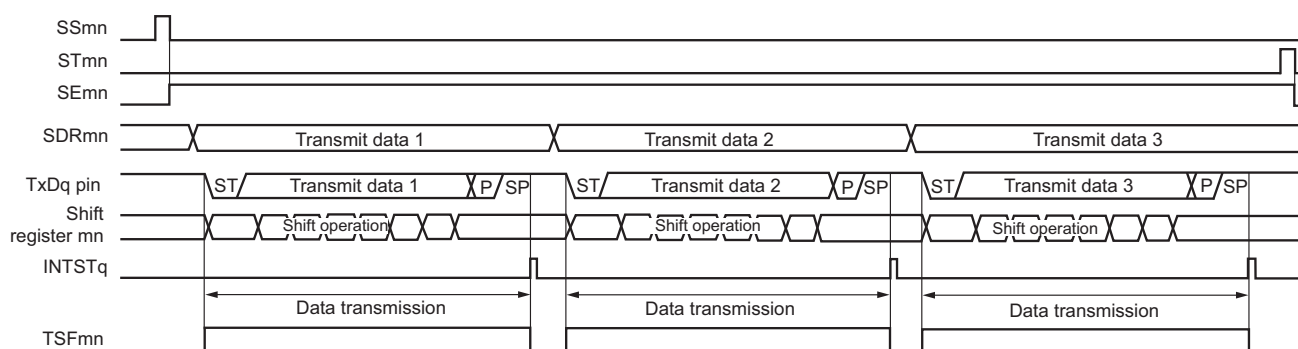 SSmn
STmn
SEmn
SDRmn Transmit data 1 Transmit data 2 Transmit data 3
TxDq pin ST Transmit data 1 P SP ST Transmit data 2 P SP ST Transmit data 3 P SP
Shift
register mn Shift operation Shift operation Shift operation
INTSTq
Data transmission Data transmission Data transmission
TSFmn